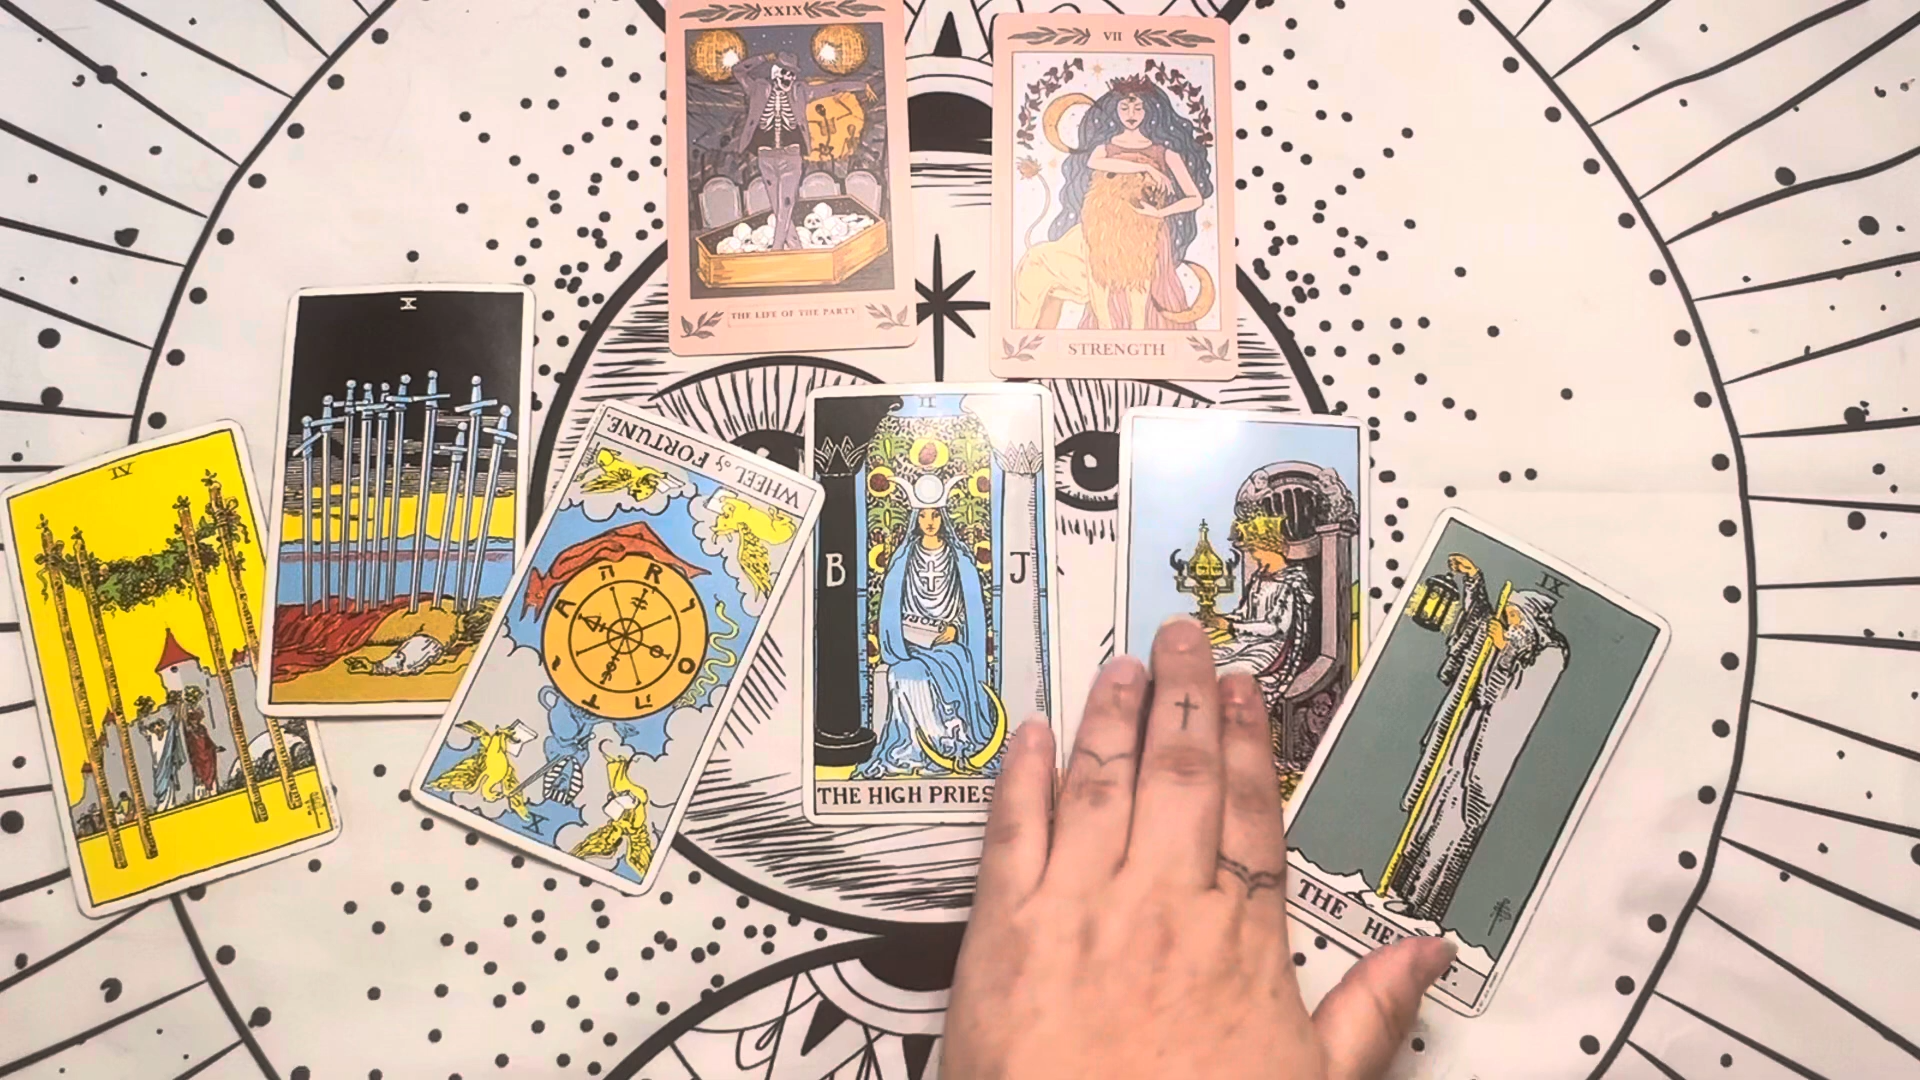 XXIX
THE LIFE OF THE PARTY
VII
STRENGTH
IV
X
WHEEL of FORTUNE.
R
O
T
A
X
II
B
J
TORA
THE HIGH PRIES
IX
THE HE
T.